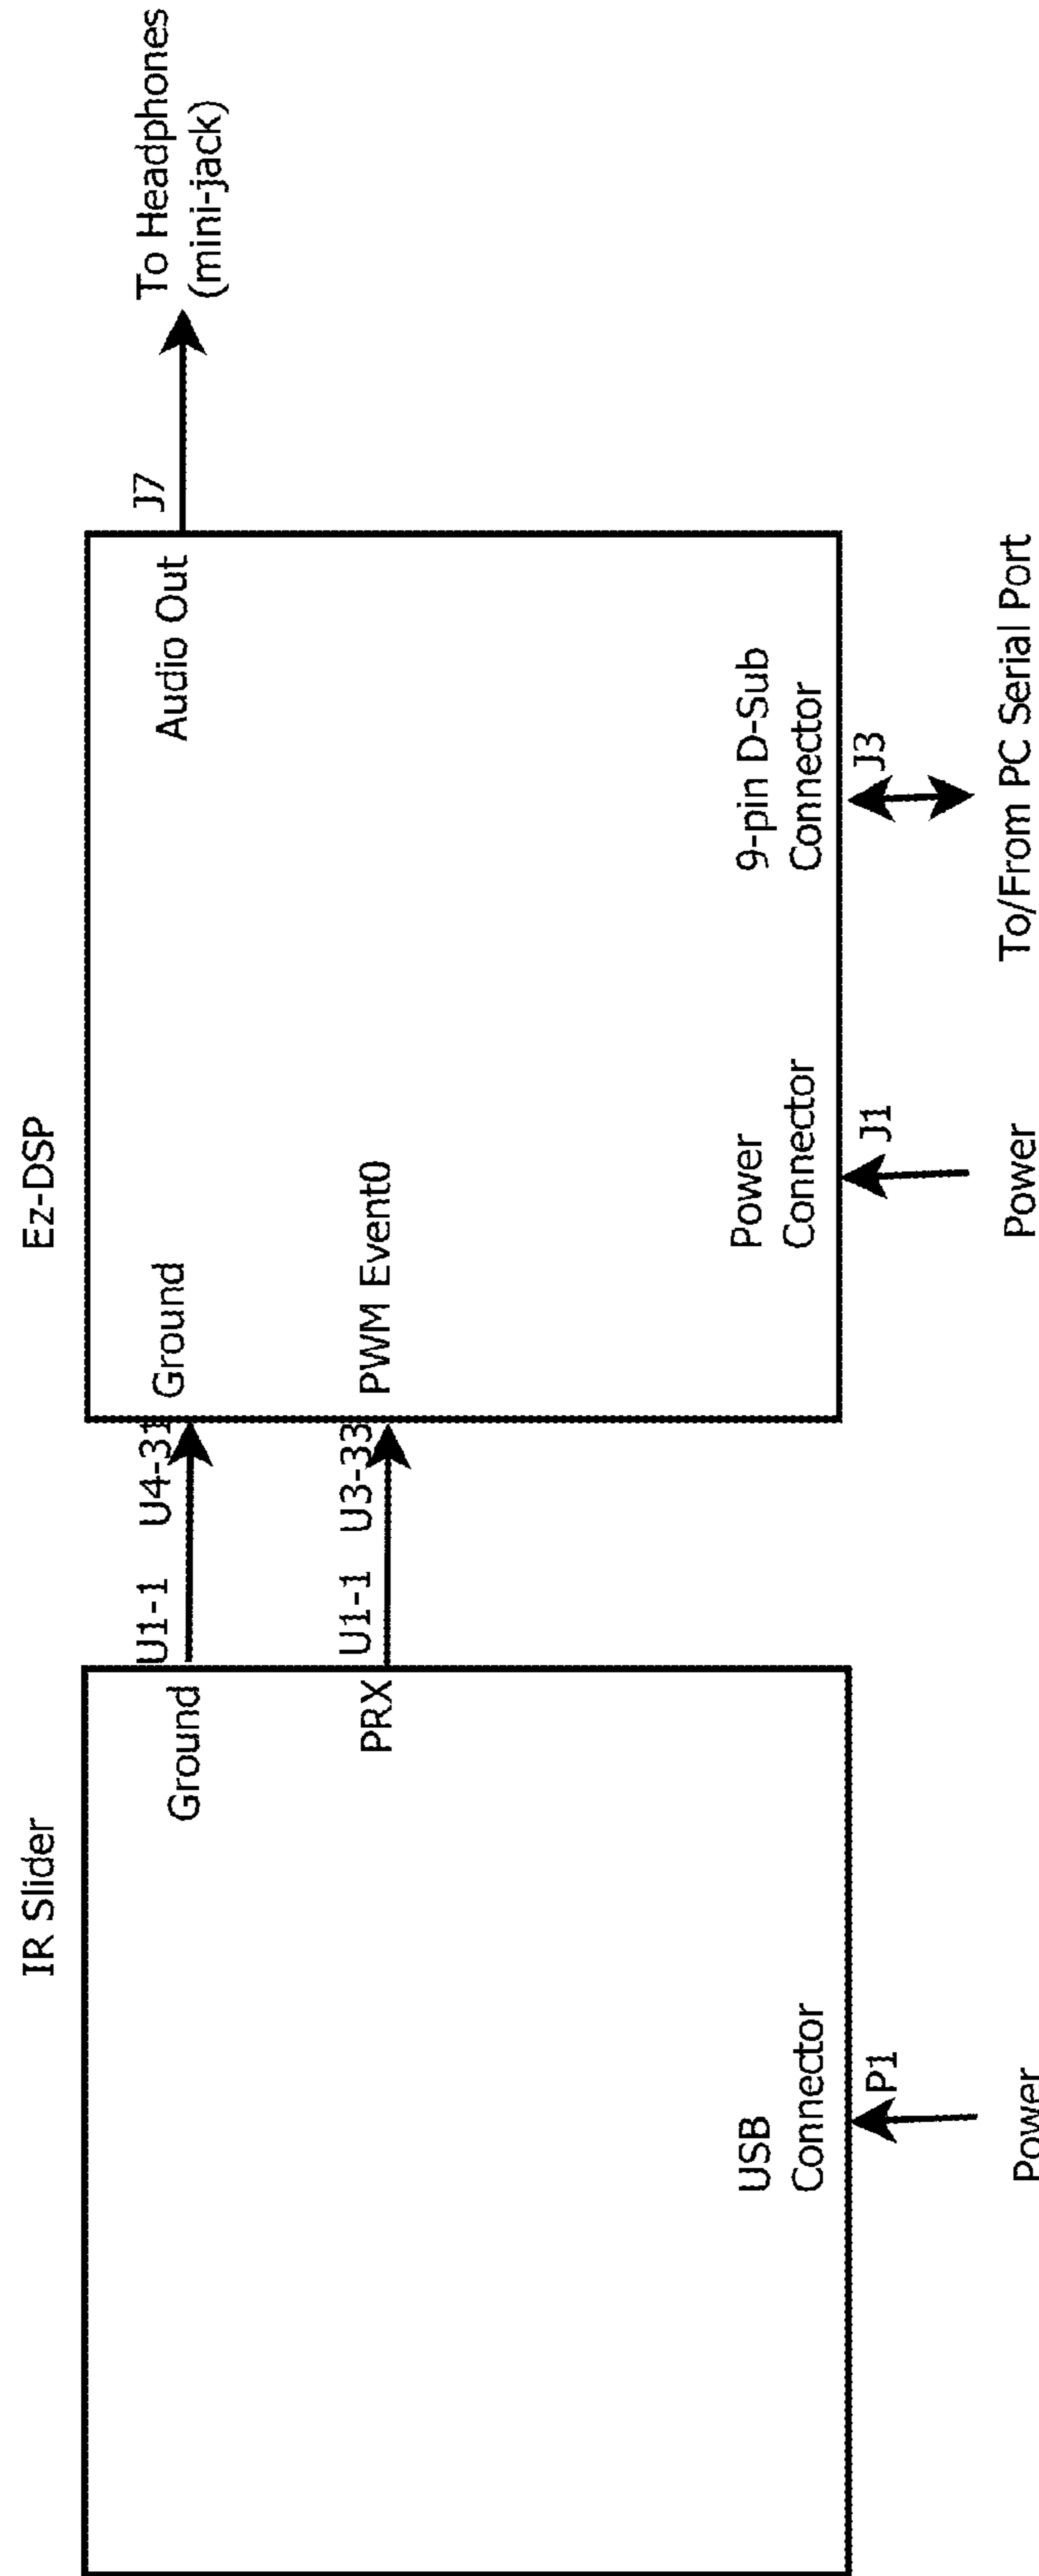 IR Slider
Ground
PRX
USB
Connector
P1
Power
U1-1
U4-31
U1-1
U3-33
Ez-DSP
Ground
PWM Event0
Audio Out
Power
Connector
9-pin D-Sub
Connector
J1
J3
Power
To/From PC Serial Port
J7
To Headphones
(mini-jack)